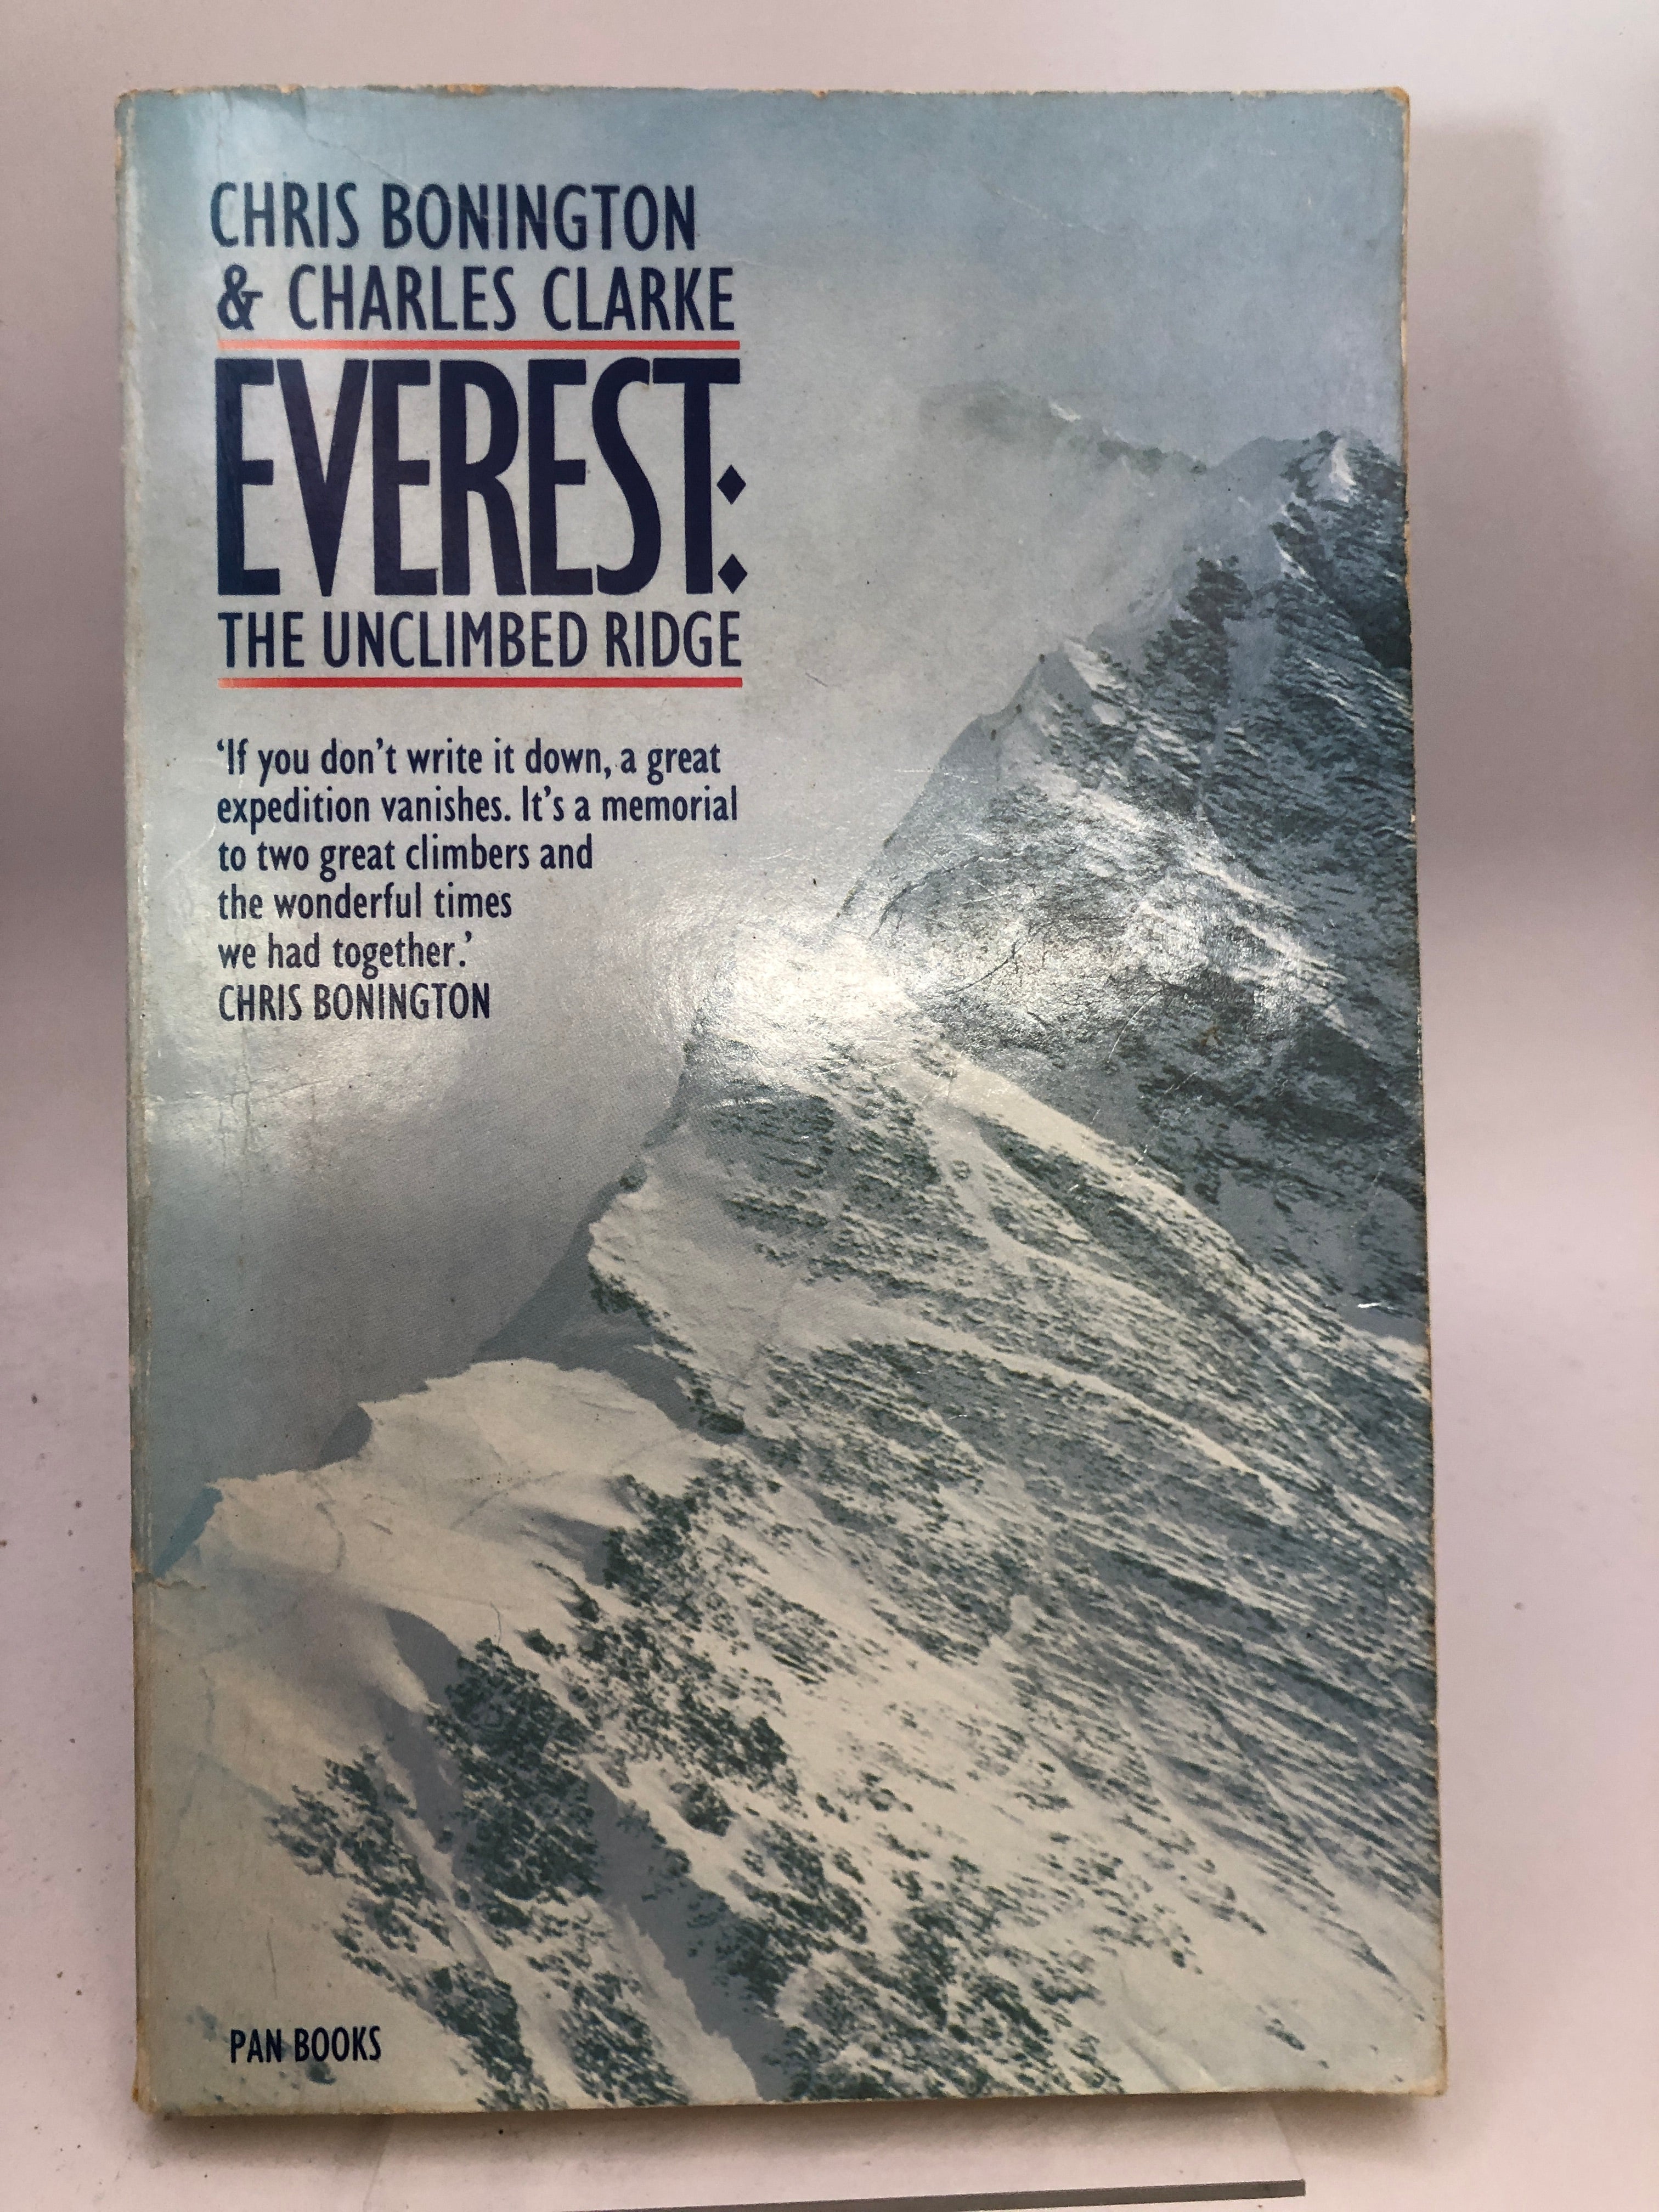 CHRIS BONINGTON
& CHARLES CLARKE
EVEREST:
THE UNCLIMBED RIDGE
‘If you don’t write it down, a great
expedition vanishes. It’s a memorial
to two great climbers and
the wonderful times
we had together.’
CHRIS BONINGTON
PAN BOOKS